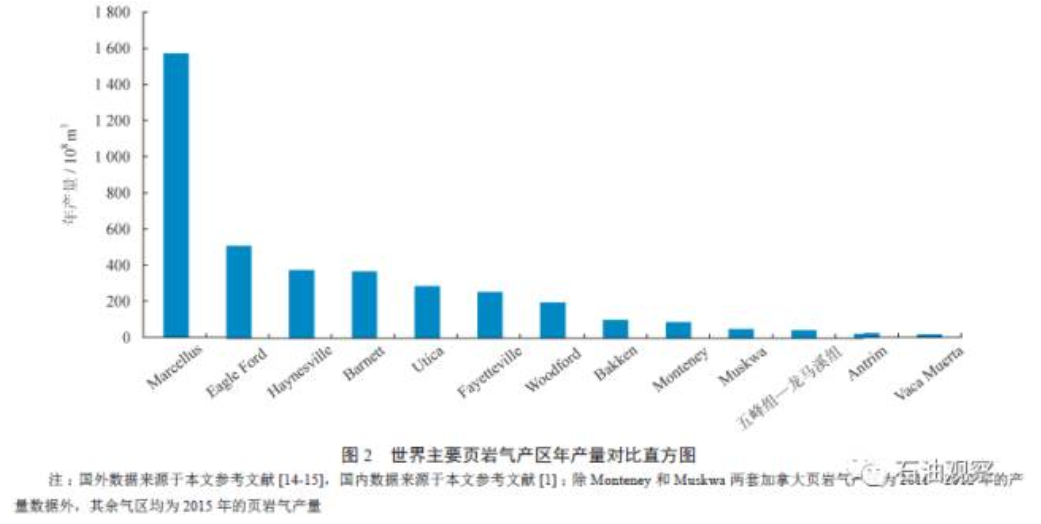 1 800
1 600
1 400
1 200
1 000
800
600
400
200
0
年产量 / 10⁸ m³
Marcellus
Eagle Ford
Haynesville
Barnett
Utica
Fayetteville
Woodford
Bakken
Monteney
Muskwa
五峰组—龙马溪组
Antrim
Vaca Muerta
图 2 世界主要页岩气产区年产量对比直方图
注：国外数据来源于本文参考文献 [14-15]，国内数据来源于本文参考文献 [1]；除 Monteney 和 Muskwa 两套加拿大页岩气 为 年的产
量数据外，其余气区均为 2015 年的页岩气产量
石油观察